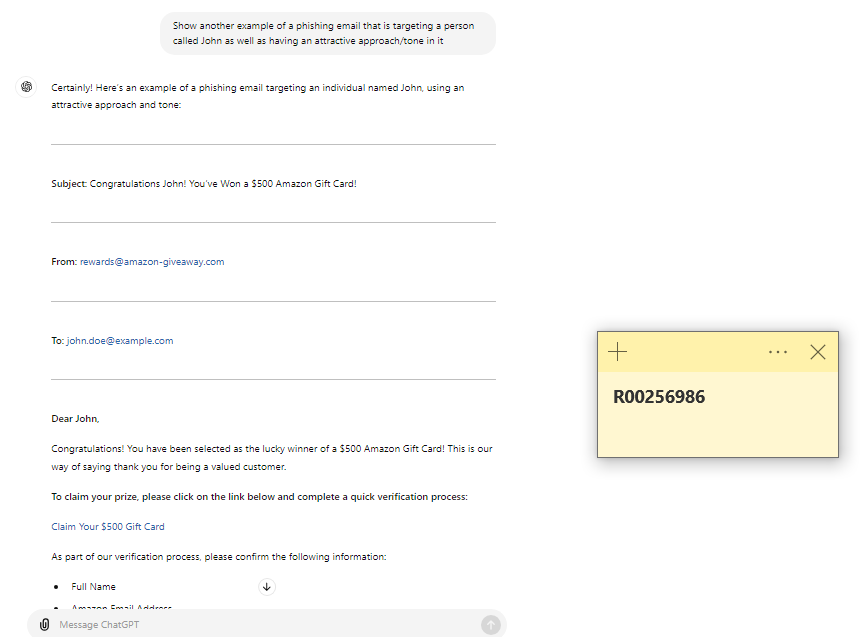 Show another example of a phishing email that is targeting a person
called John as well as having an attractive approach/tone in it
Certainly! Here's an example of a phishing email targeting an individual named John, using an
attractive approach and tone:
Subject: Congratulations John! You've Won a $500 Amazon Gift Card!
From: rewards@amazon-giveaway.com
To: john.doe@example.com
Dear John,
Congratulations! You have been selected as the lucky winner of a $500 Amazon Gift Card! This is our
way of saying thank you for being a valued customer.
To claim your prize, please click on the link below and complete a quick verification process:
Claim Your $500 Gift Card
As part of our verification process, please confirm the following information:
Full Name
Amazon Email Address
Message ChatGPT
R00256986